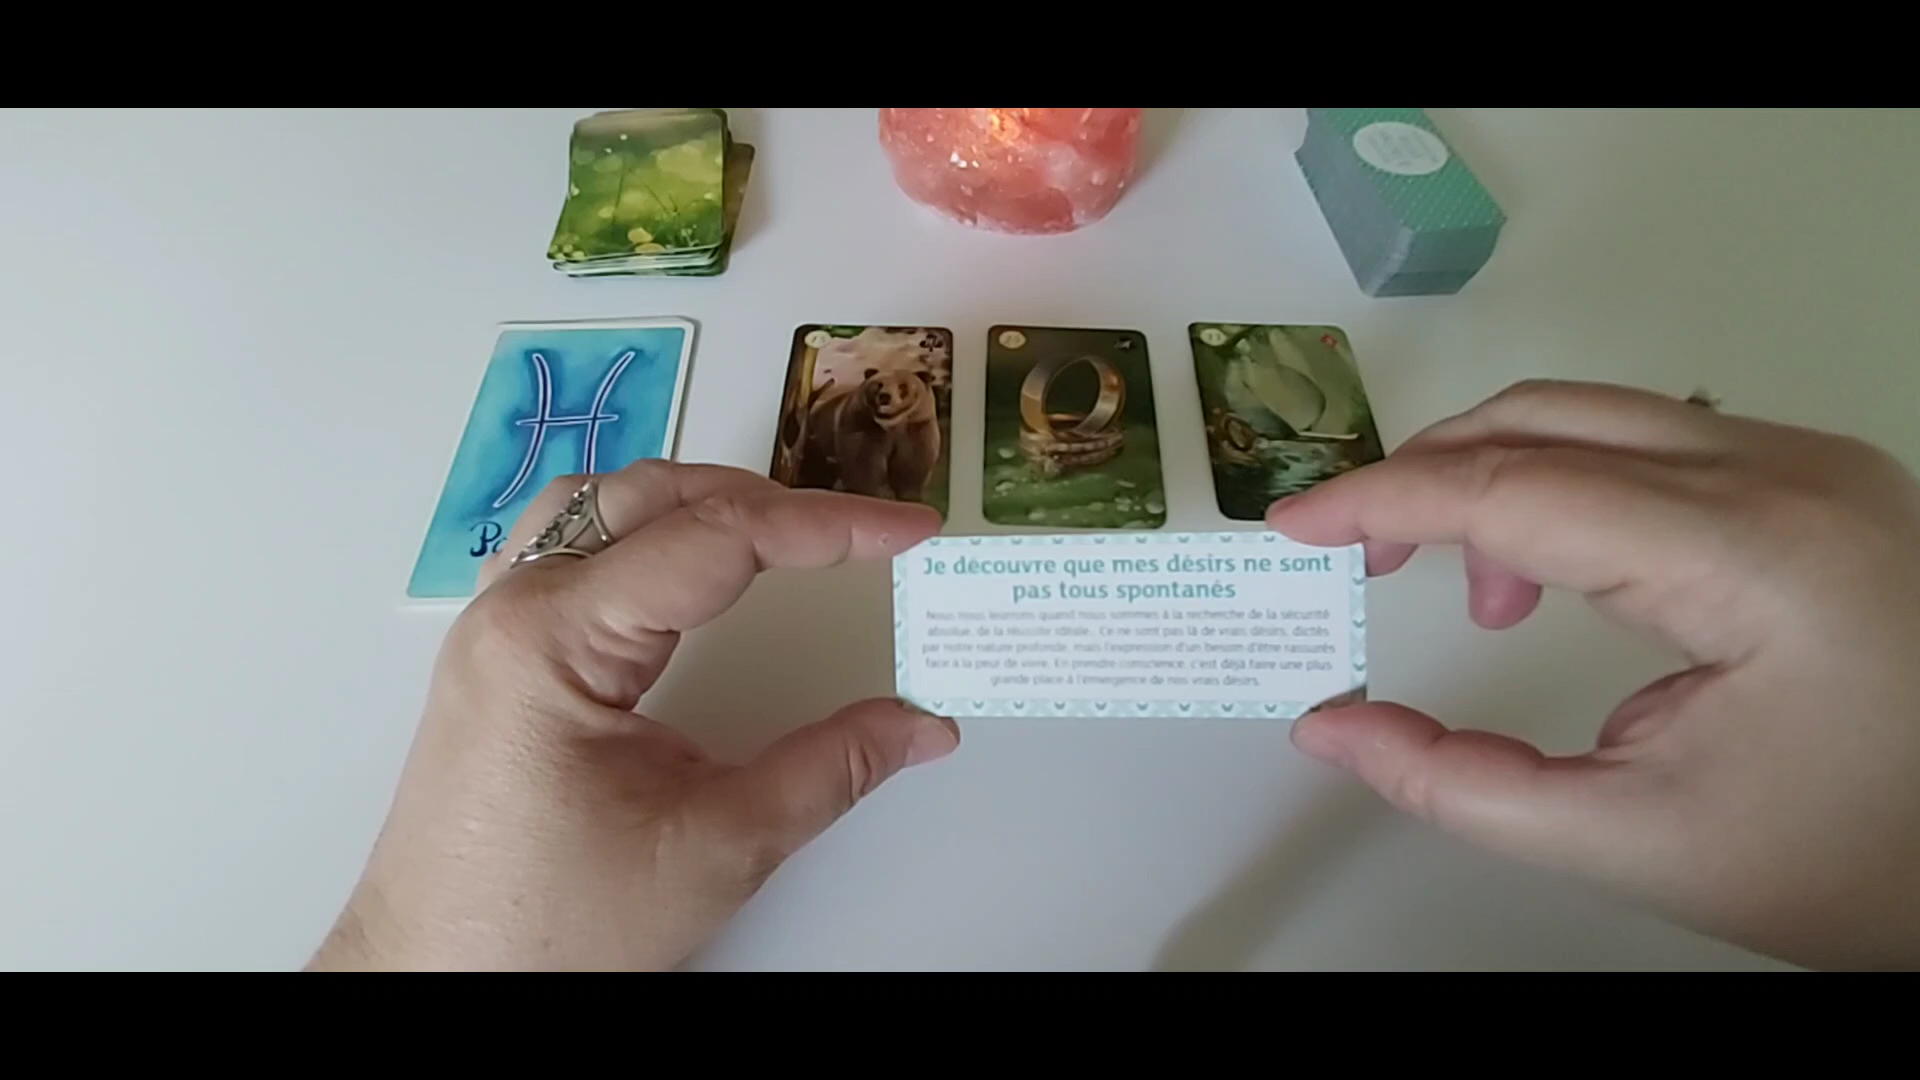 15
25
Po
Je découvre que mes désirs ne sont
pas tous spontanés
Nous nous leurrons quand nous sommes à la recherche de la sécurité
absolue, de la réussite idéale. Ce ne sont pas là de vrais désirs, dictés
par notre nature profonde, mais l'expression d'un besoin d'être rassurés
face à la peur de vivre. En prendre conscience, c'est déjà faire une plus
grande place à l'émergence de nos vrais désirs.